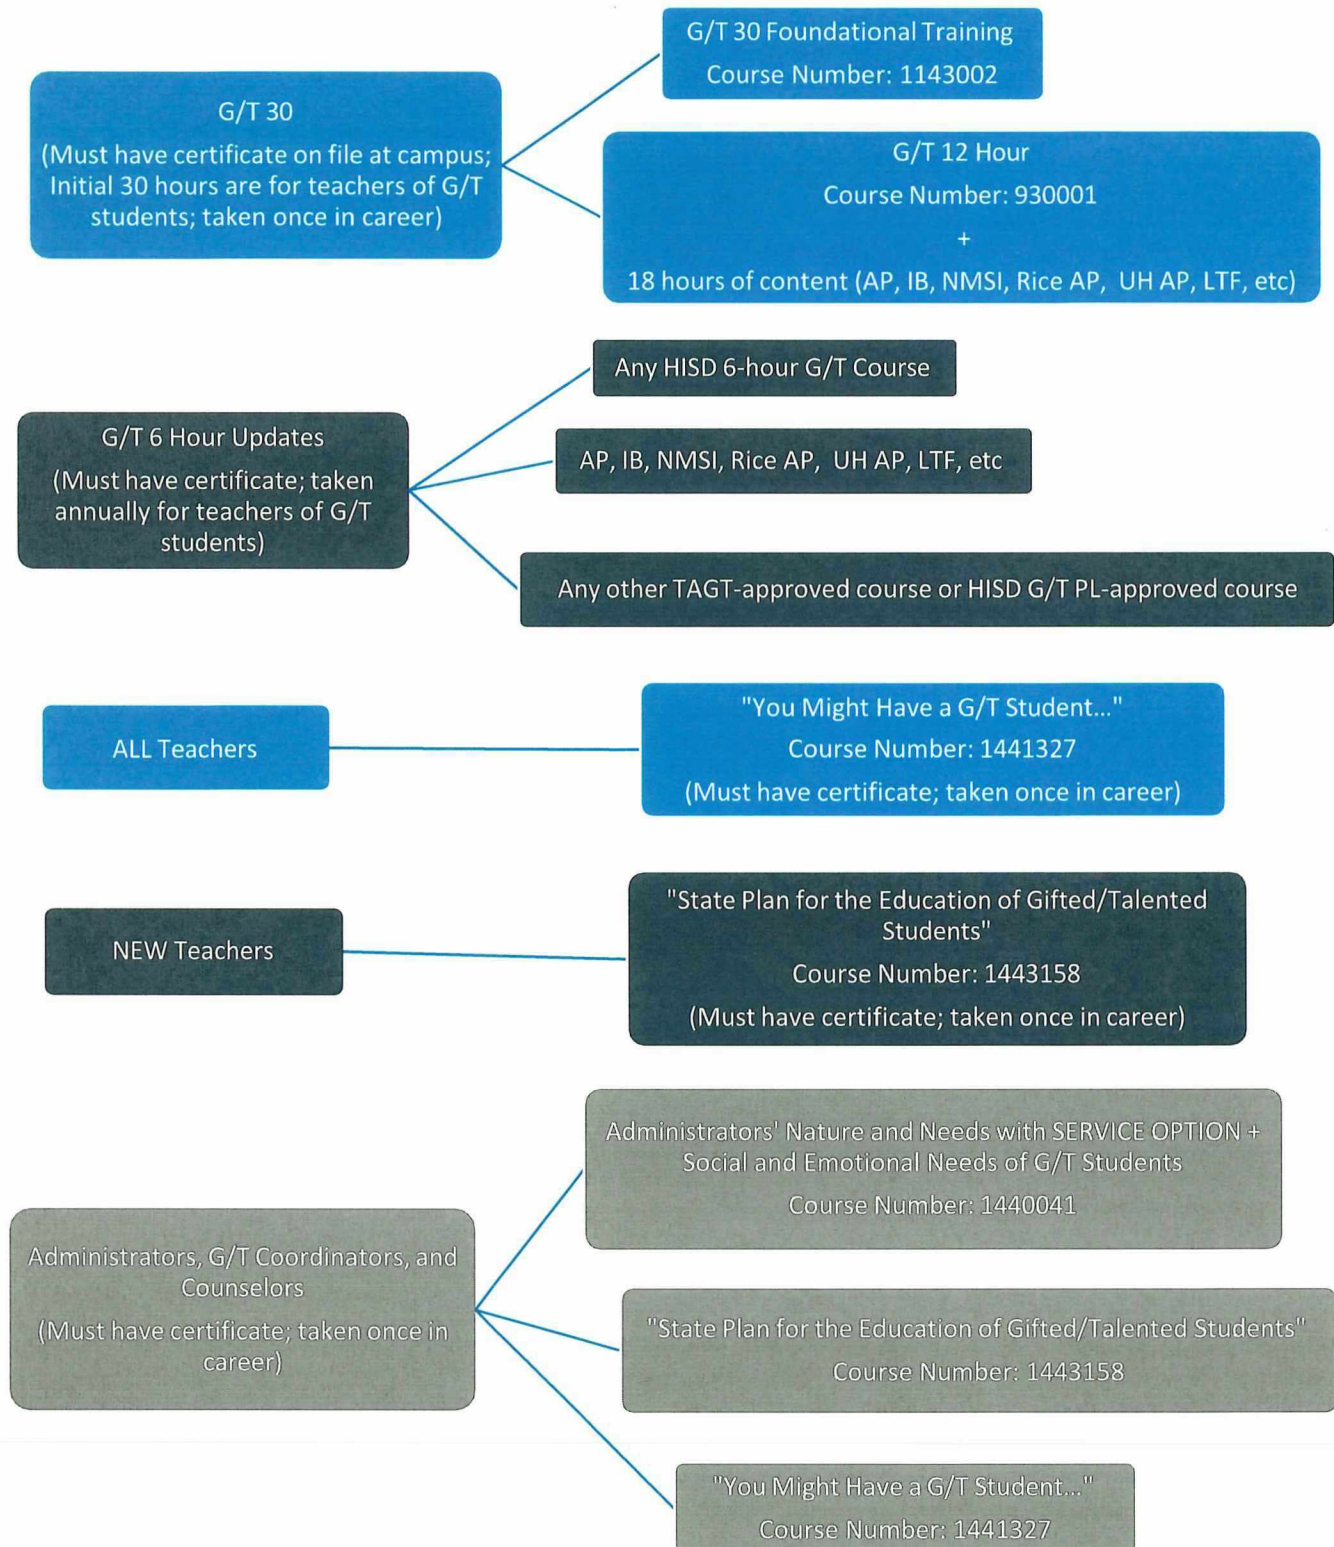 G/T 30 Foundational Training
Course Number: 1143002
G/T 30
(Must have certificate on file at campus;
Initial 30 hours are for teachers of G/T
students; taken once in career)
G/T 12 Hour
Course Number: 930001
+
18 hours of content (AP, IB, NMSI, Rice AP,  UH AP, LTF, etc)
Any HISD 6-hour G/T Course
G/T 6 Hour Updates
(Must have certificate; taken
annually for teachers of G/T
students)
AP, IB, NMSI, Rice AP,  UH AP, LTF, etc
Any other TAGT-approved course or HISD G/T PL-approved course
ALL Teachers
"You Might Have a G/T Student..."
Course Number: 1441327
(Must have certificate; taken once in career)
NEW Teachers
"State Plan for the Education of Gifted/Talented
Students"
Course Number: 1443158
(Must have certificate; taken once in career)
Administrators, G/T Coordinators, and
Counselors
(Must have certificate; taken once in
career)
Administrators' Nature and Needs with SERVICE OPTION +
Social and Emotional Needs of G/T Students
Course Number: 1440041
"State Plan for the Education of Gifted/Talented Students"
Course Number: 1443158
"You Might Have a G/T Student..."
Course Number: 1441327